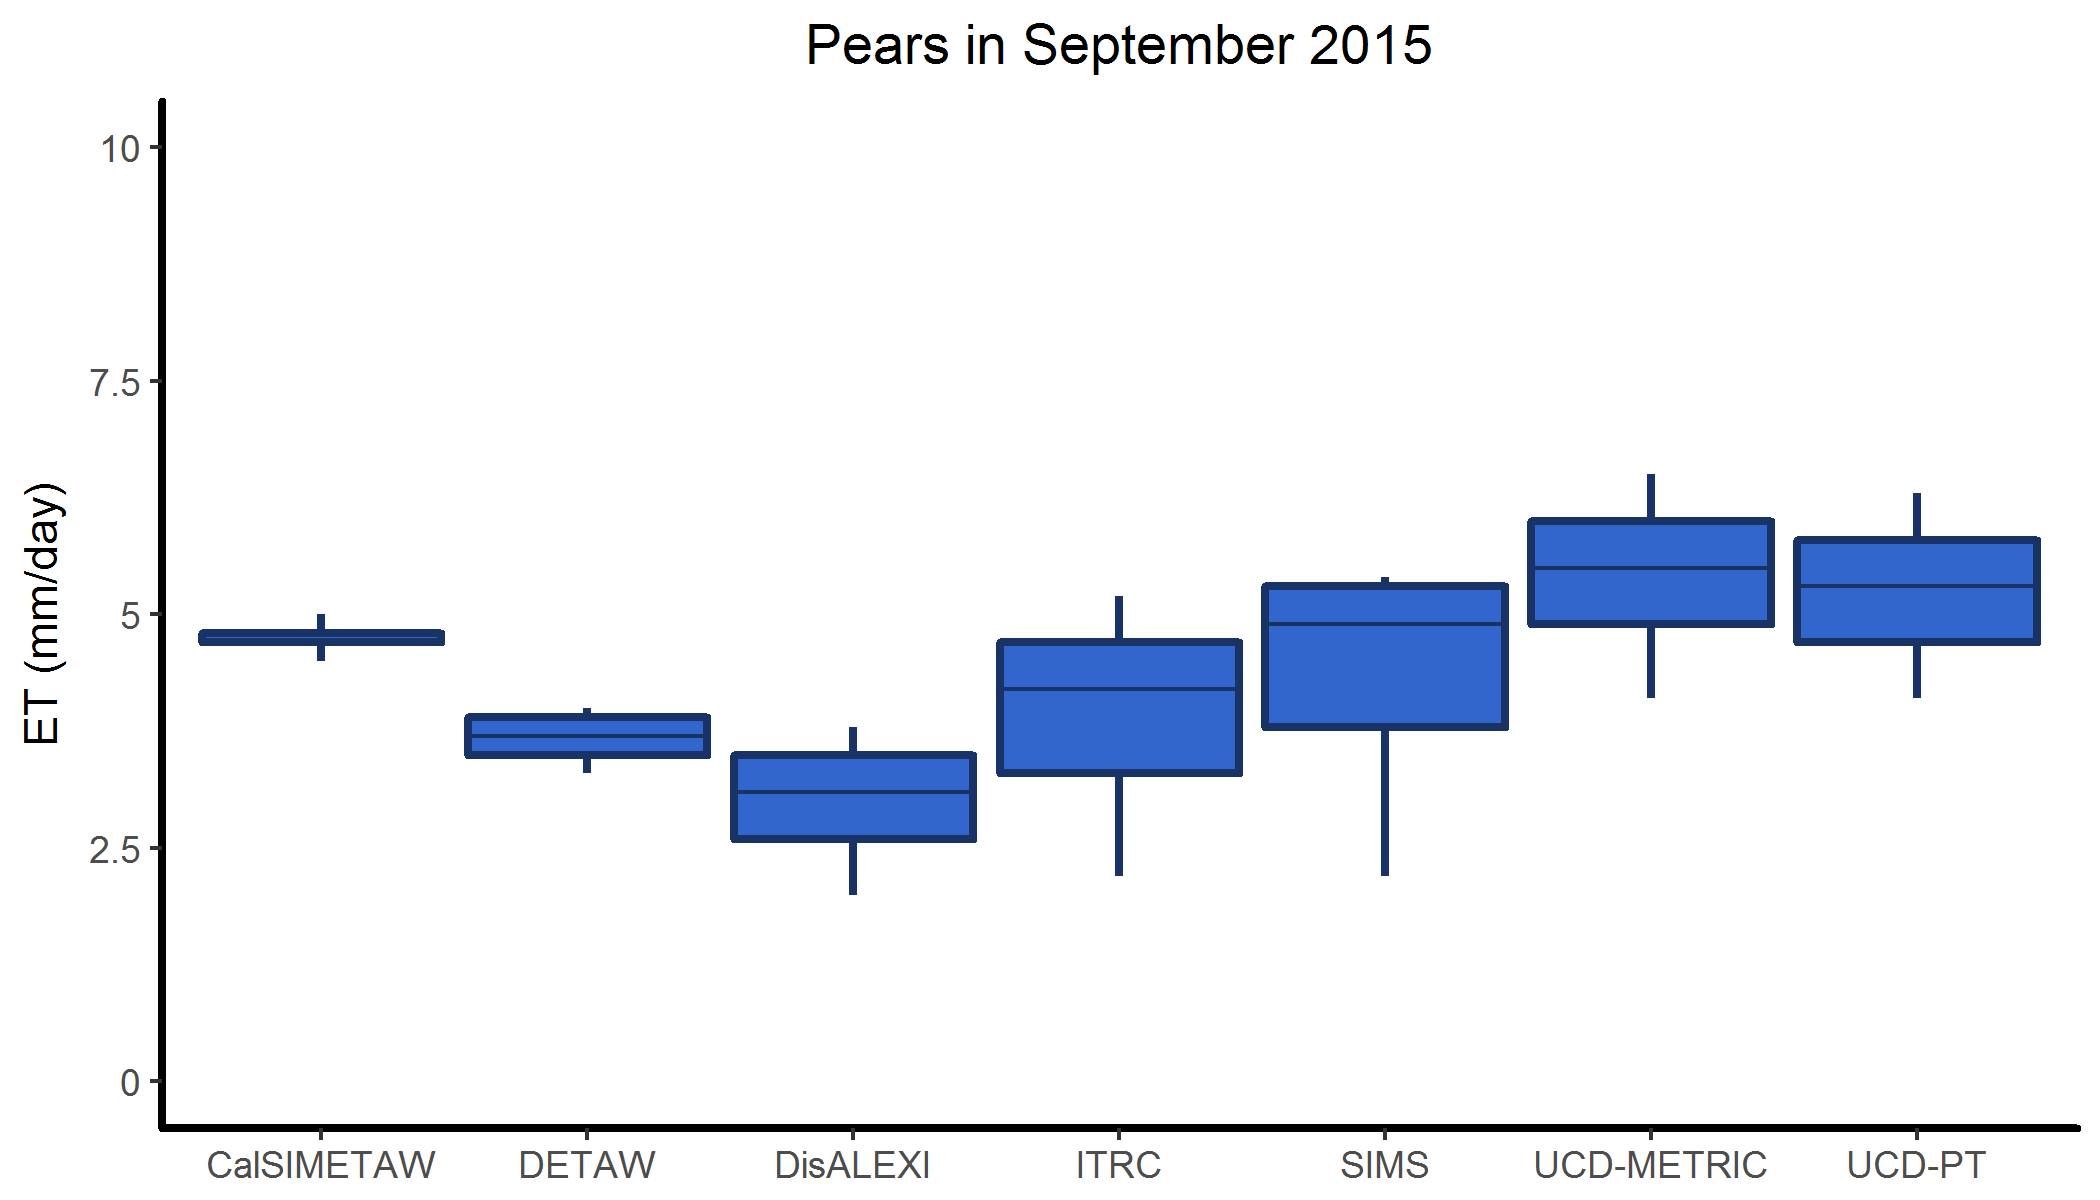 Pears in September 2015
ET (mm/day)
10
7.5
5
2.5
0
CalSIMETAW DETAW DisALEXI ITRC SIMS UCD-METRIC UCD-PT